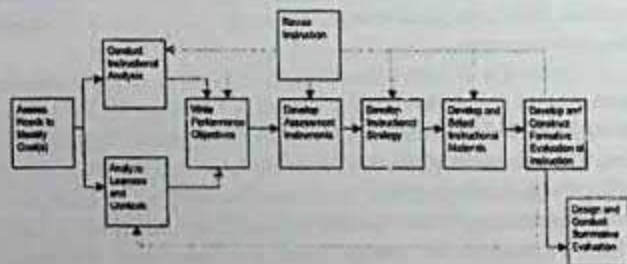 Revise
Instruction
Conduct
Instructional
Analysis
Assess
Needs to
Identify
Goal(s)
Write
Performance
Objectives
Develop
Assessment
Instruments
Develop
Instructional
Strategy
Develop and
Select
Instructional
Materials
Develop and
Construct
Formative
Evaluation of
Instruction
Analyze
Learners
and
Contexts
Design and
Conduct
Summative
Evaluation